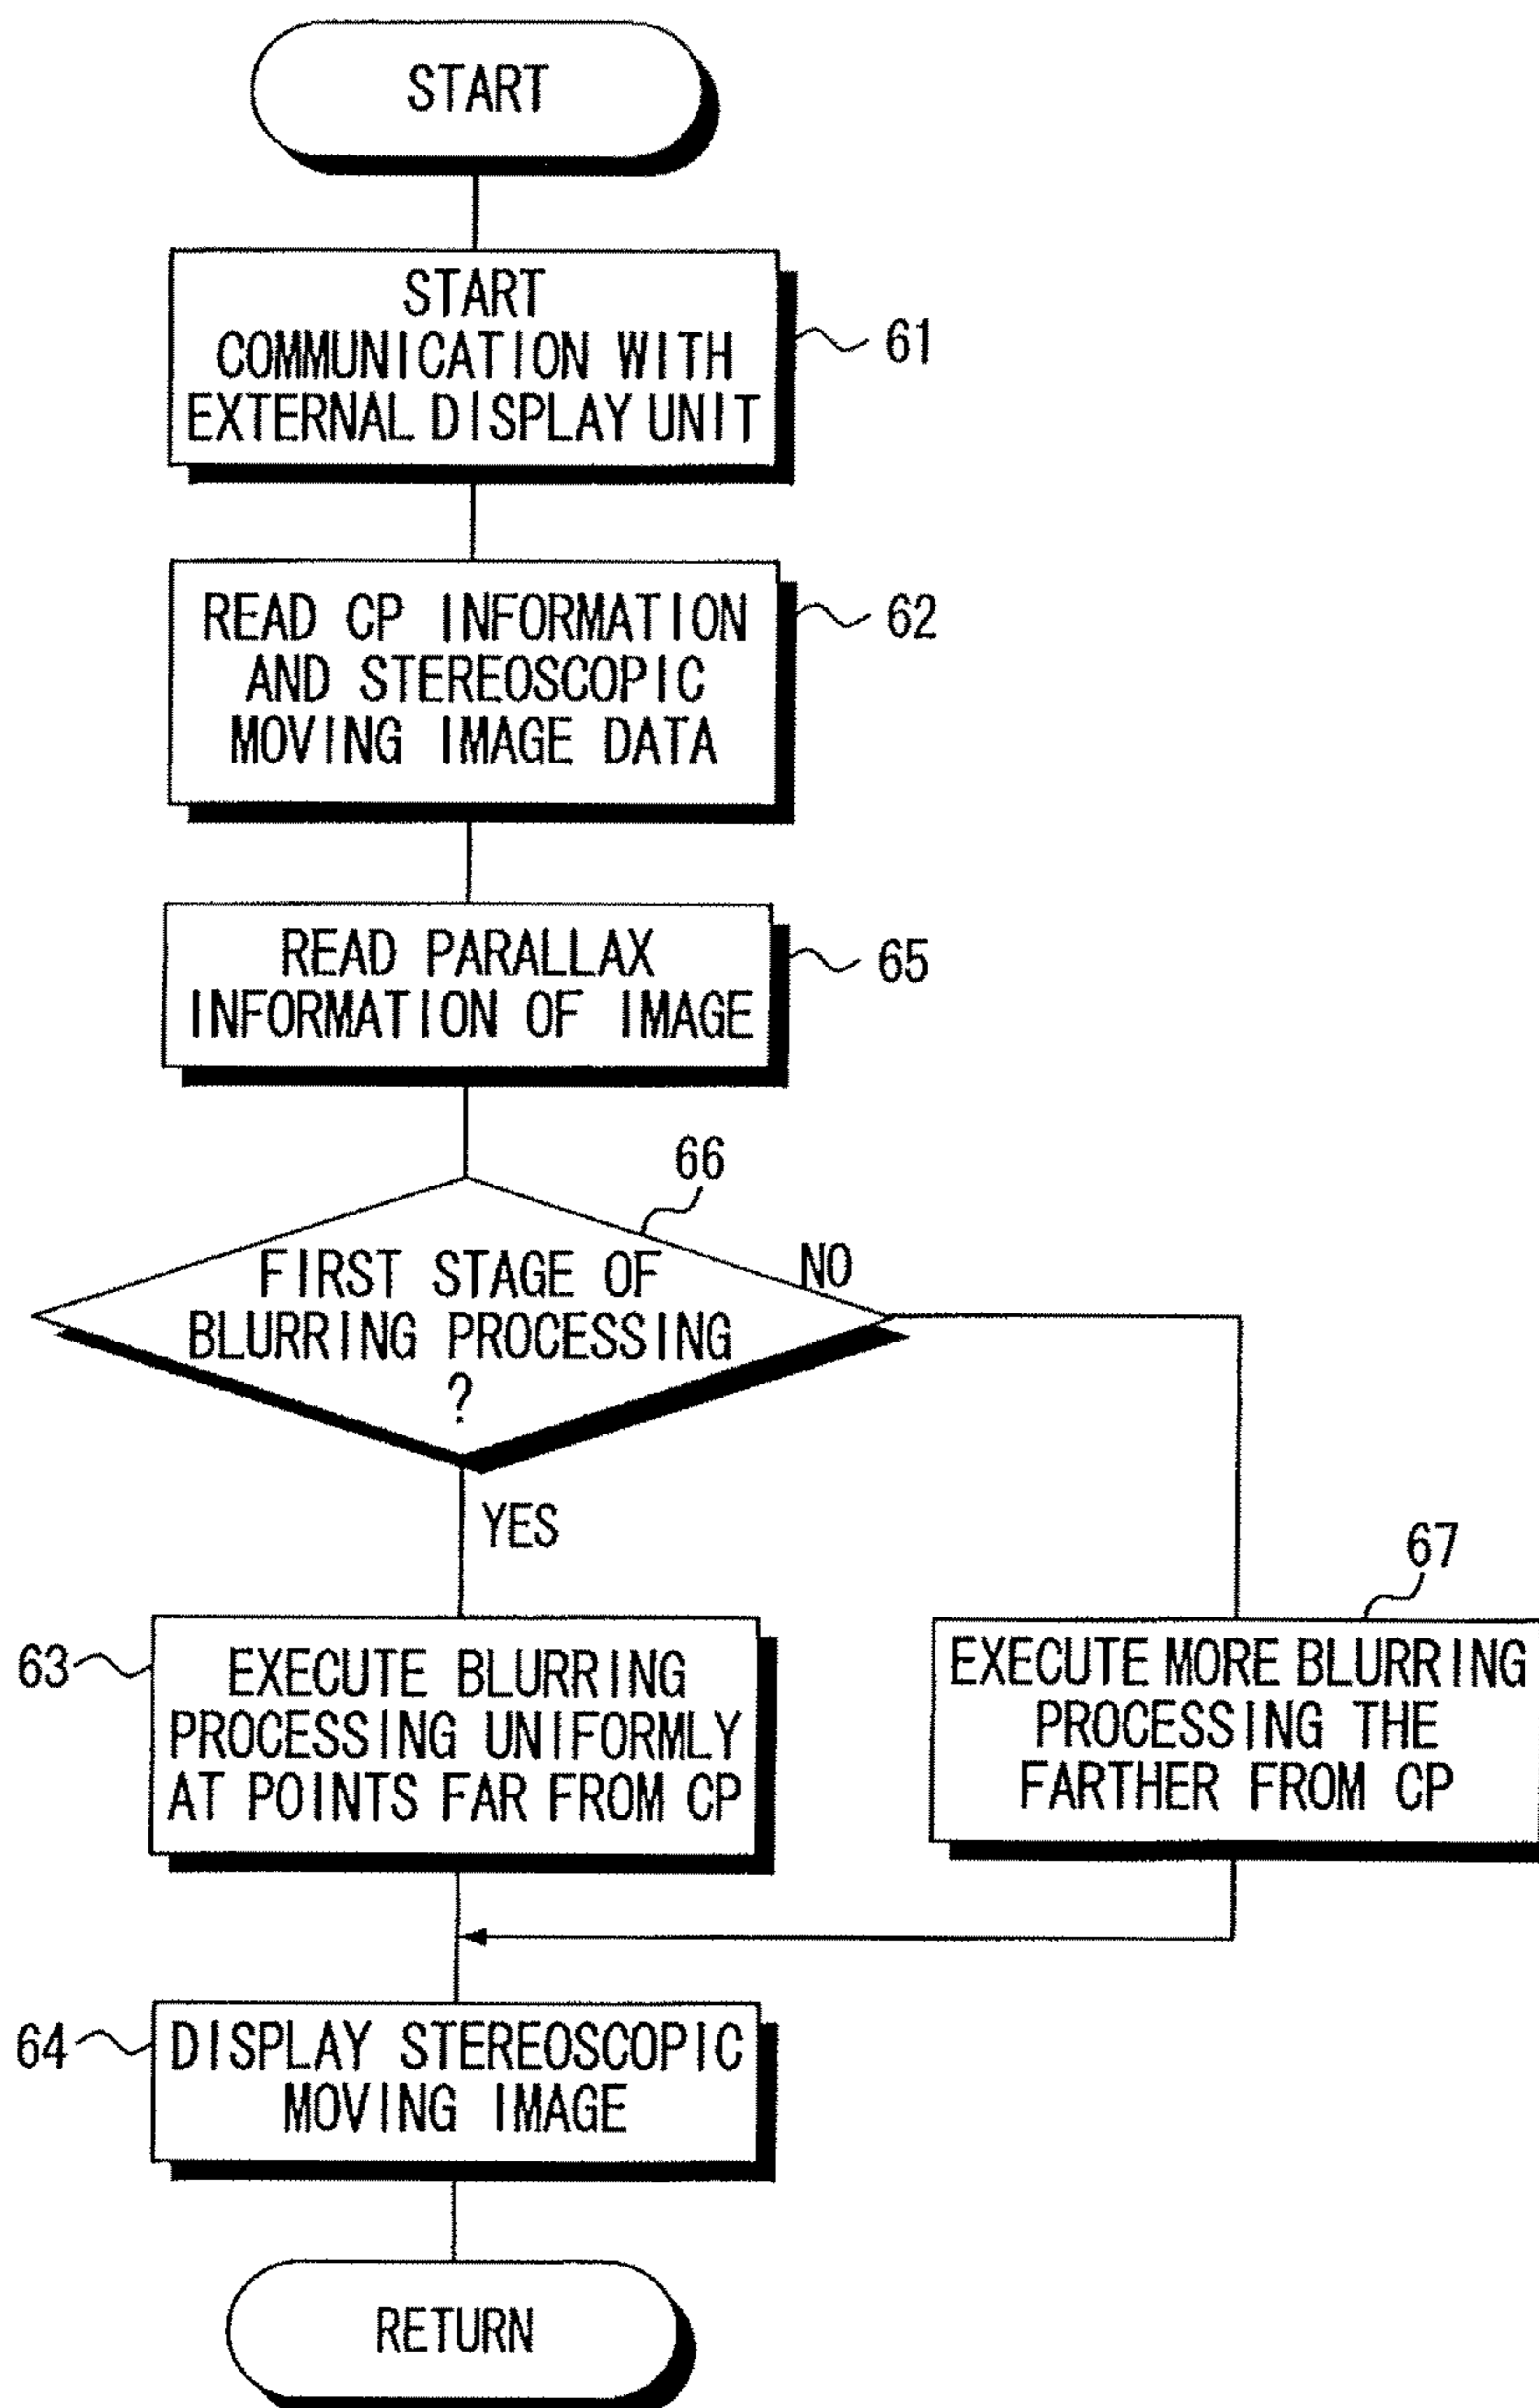 START
START
COMMUNICATION WITH
EXTERNAL DISPLAY UNIT
61
READ CP INFORMATION
AND STEREOSCOPIC
MOVING IMAGE DATA
62
READ PARALLAX
INFORMATION OF IMAGE
65
66
FIRST STAGE OF
BLURRING PROCESSING
?
NO
YES
63
EXECUTE BLURRING
PROCESSING UNIFORMLY
AT POINTS FAR FROM CP
67
EXECUTE MORE BLURRING
PROCESSING THE
FARTHER FROM CP
64
DISPLAY STEREOSCOPIC
MOVING IMAGE
RETURN